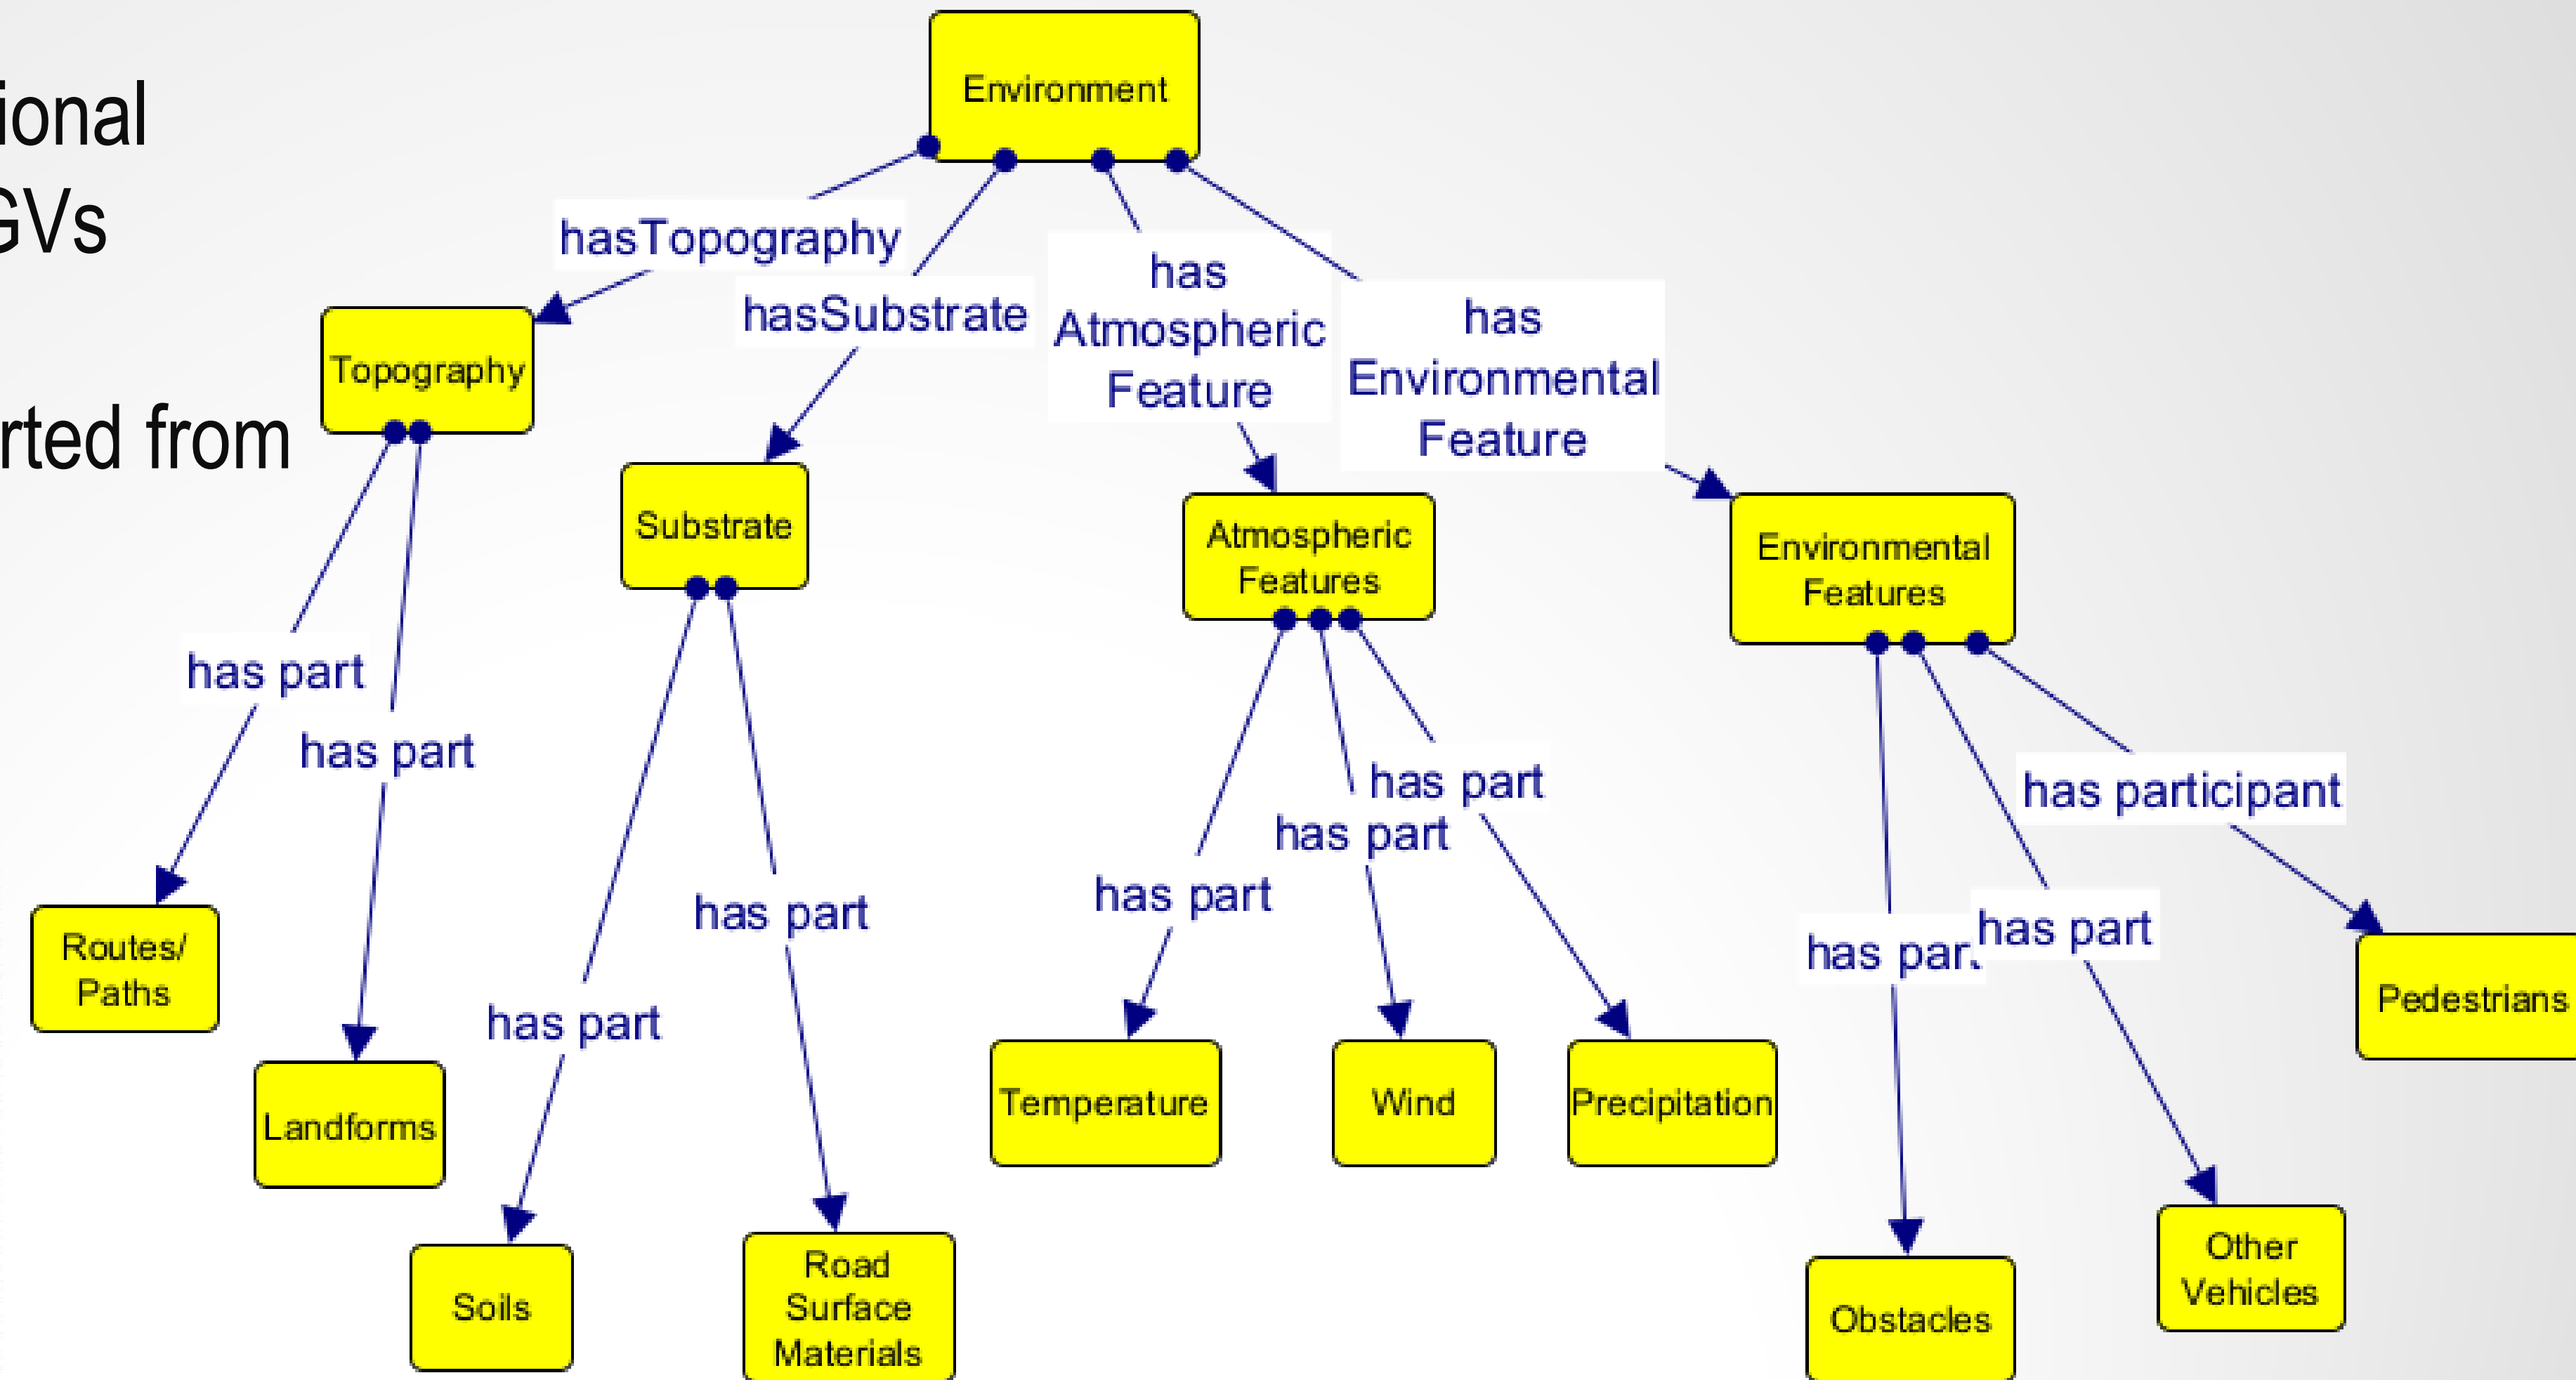 ional
GVs
rted from
Environment
hasTopography
hasSubstrate
has
Atmospheric
Feature
has
Environmental
Feature
Topography
Substrate
Atmospheric
Features
Environmental
Features
has part
has part
has part
has part
has part
has part
has part
has part
has part
has participant
Routes/
Paths
Landforms
Soils
Road
Surface
Materials
Temperature
Wind
Precipitation
Obstacles
Other
Vehicles
Pedestrians